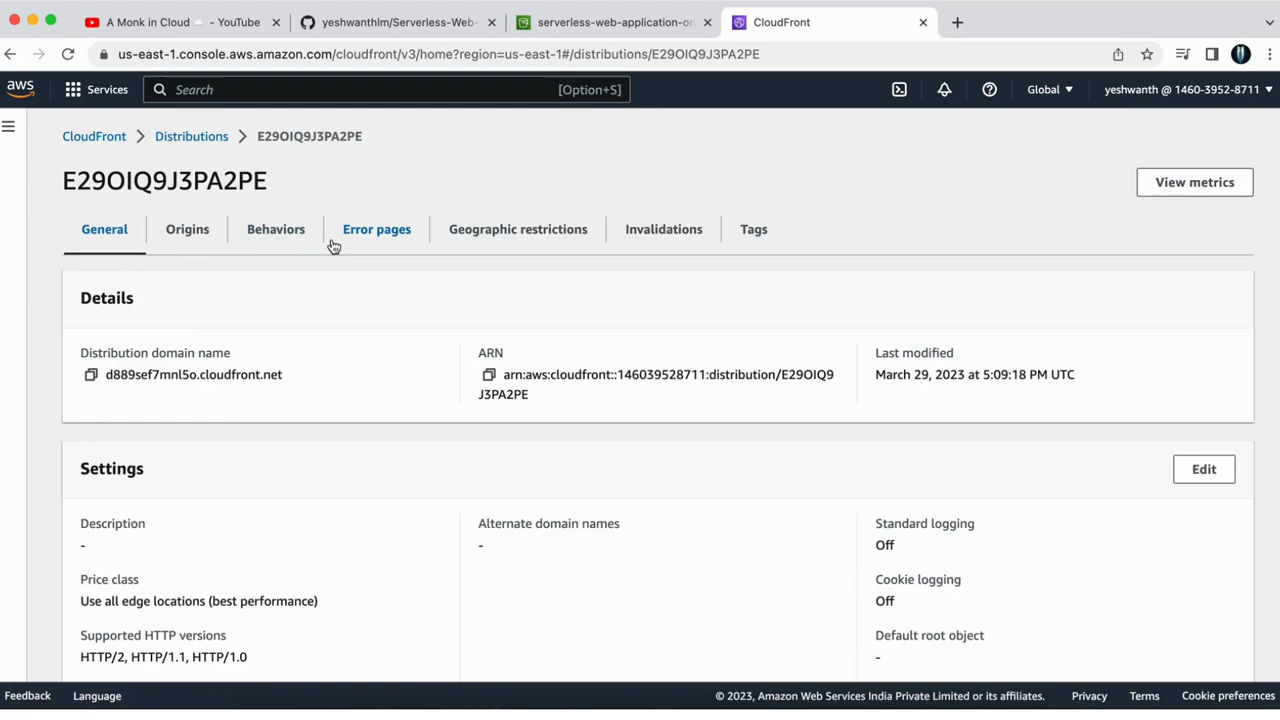 A Monk in Cloud - YouTube
yeshwanthlm/Serverless-Web-
serverless-web-application-on
CloudFront
us-east-1.console.aws.amazon.com/cloudfront/v3/home?region=us-east-1#/distributions/E29OIQ9J3PA2PE
aws
Services
Search
[Option+S]
Global
yeshwanth @ 1460-3952-8711
CloudFront
Distributions
E29OIQ9J3PA2PE
E29OIQ9J3PA2PE
View metrics
General
Origins
Behaviors
Error pages
Geographic restrictions
Invalidations
Tags
Details
Distribution domain name
d889sef7mnl5o.cloudfront.net
ARN
arn:aws:cloudfront::146039528711:distribution/E29OIQ9
J3PA2PE
Last modified
March 29, 2023 at 5:09:18 PM UTC
Settings
Edit
Description
-
Price class
Use all edge locations (best performance)
Supported HTTP versions
HTTP/2, HTTP/1.1, HTTP/1.0
Alternate domain names
-
Standard logging
Off
Cookie logging
Off
Default root object
-
Feedback
Language
© 2023, Amazon Web Services India Private Limited or its affiliates.
Privacy
Terms
Cookie preferences